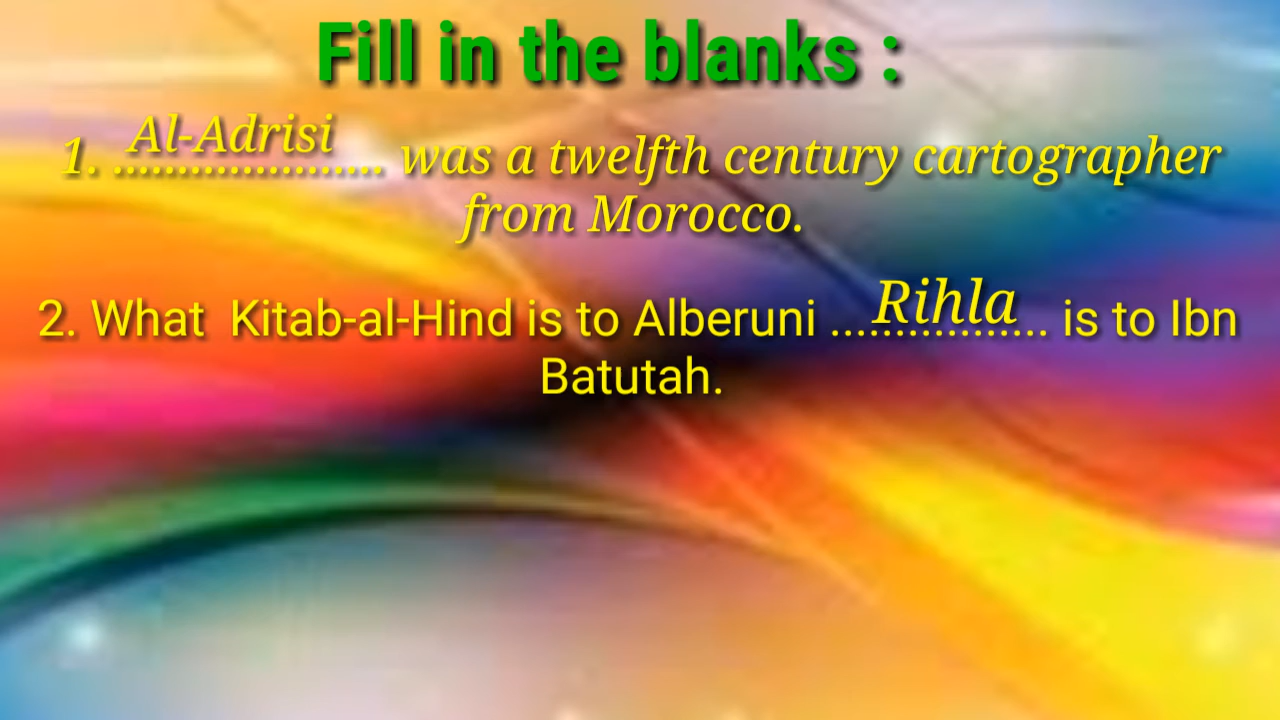 Fill in the blanks :
1. Al-Adrisi ..................... was a twelfth century cartographer
from Morocco.
2. What Kitab-al-Hind is to Alberuni ...Rihla... is to Ibn
Batutah.